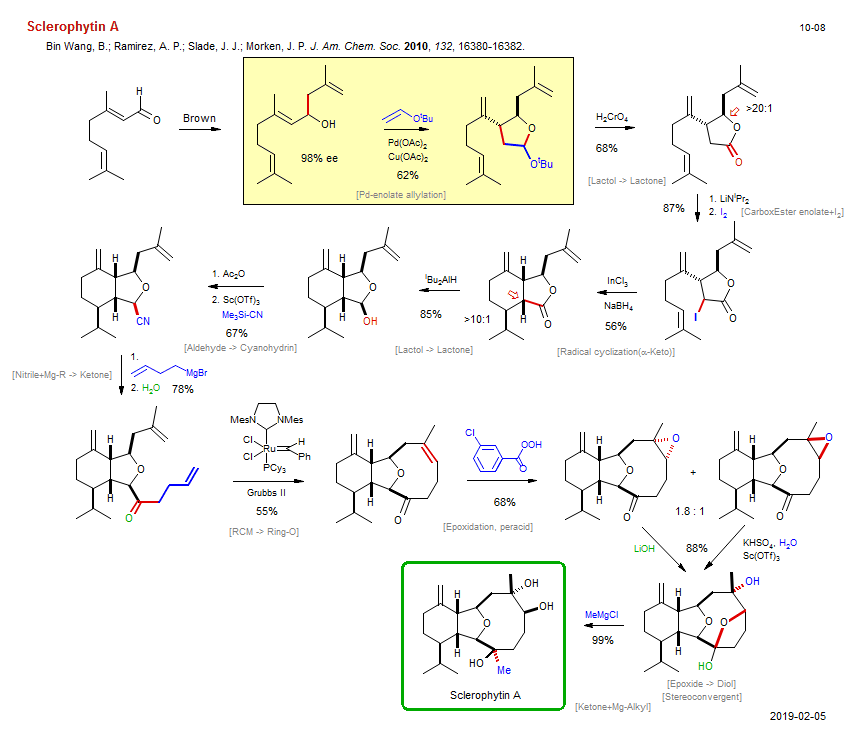 Sclerophytin A
10-08
Bin Wang, B.; Ramirez, A. P.; Slade, J. J.; Morken, J. P. J. Am. Chem. Soc. 2010, 132, 16380-16382.
H
O
Brown
OH
98% ee
OtBu
Pd(OAc)2
Cu(OAc)2
62%
O
OtBu
[Pd-enolate allylation]
H2CrO4
68%
[Lactol -> Lactone]
>20:1
O
O
87%
1. LiNiPr2
2. I2
[CarboxEster enolate+I2]
O
O
I
InCl3
NaBH4
56%
[Radical cyclization(α-Keto)]
H
O
H
O
>10:1
iBu2AlH
85%
[Lactol -> Lactone]
H
O
H
OH
1. Ac2O
2. Sc(OTf)3
Me3Si-CN
67%
[Aldehyde -> Cyanohydrin]
H
O
H
CN
[Nitrile+Mg-R -> Ketone]
1.
MgBr
2. H2O
78%
H
O
H
O
MesN
NMes
Cl
Cl
Ru
H
Ph
PCy3
Grubbs II
55%
[RCM -> Ring-O]
H
O
H
O
Cl
OOH
O
68%
[Epoxidation, peracid]
H
O
O
H
O
+
1.8 : 1
H
O
O
H
O
LiOH
88%
KHSO4, H2O
Sc(OTf)3
H
OH
O
O
H
HO
[Epoxide -> Diol]
[Stereoconvergent]
MeMgCl
99%
[Ketone+Mg-Alkyl]
H
OH
OH
O
H
HO
Me
Sclerophytin A
2019-02-05